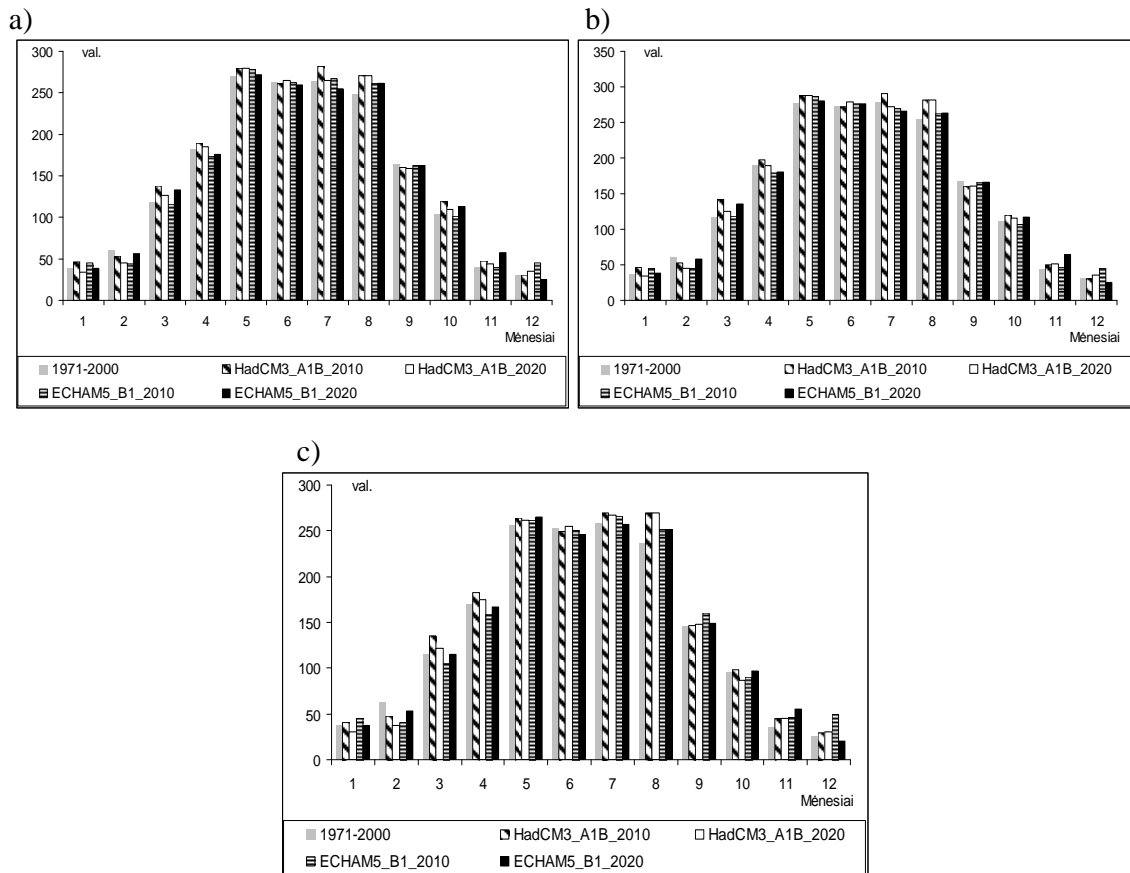 a)
val.
300
250
200
150
100
50
0
1 2 3 4 5 6 7 8 9 10 11 12
Mėnesiai
1971-2000 HadCM3_A1B_2010 HadCM3_A1B_2020
ECHAM5_B1_2010 ECHAM5_B1_2020
b)
val.
350
300
250
200
150
100
50
0
1 2 3 4 5 6 7 8 9 10 11 12
Mėnesiai
1971-2000 HadCM3_A1B_2010 HadCM3_A1B_2020
ECHAM5_B1_2010 ECHAM5_B1_2020
c)
val.
300
250
200
150
100
50
0
1 2 3 4 5 6 7 8 9 10 11 12
Mėnesiai
1971-2000 HadCM3_A1B_2010 HadCM3_A1B_2020
ECHAM5_B1_2010 ECHAM5_B1_2020